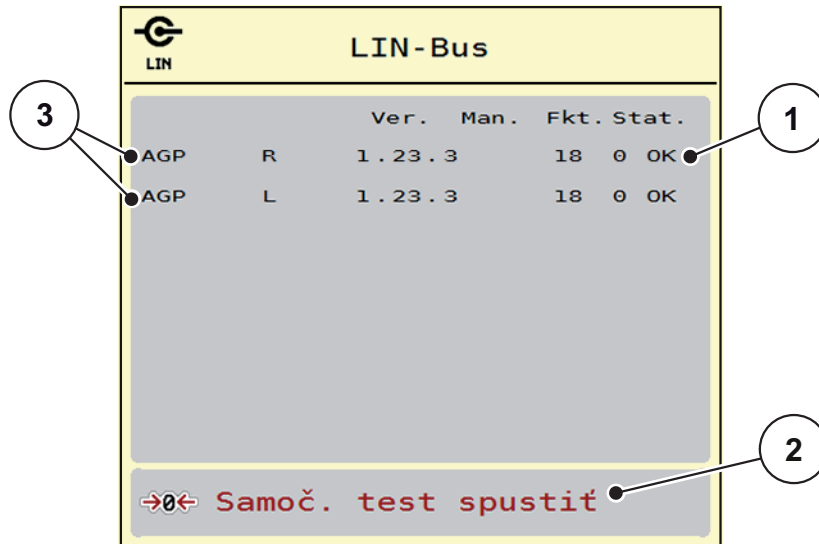 LIN
LIN-Bus
Ver. Man. Fkt. Stat.
AGP R 1.23.3 18 0 OK
AGP L 1.23.3 18 0 OK
→0← Samoč. test spustiť
3
1
2